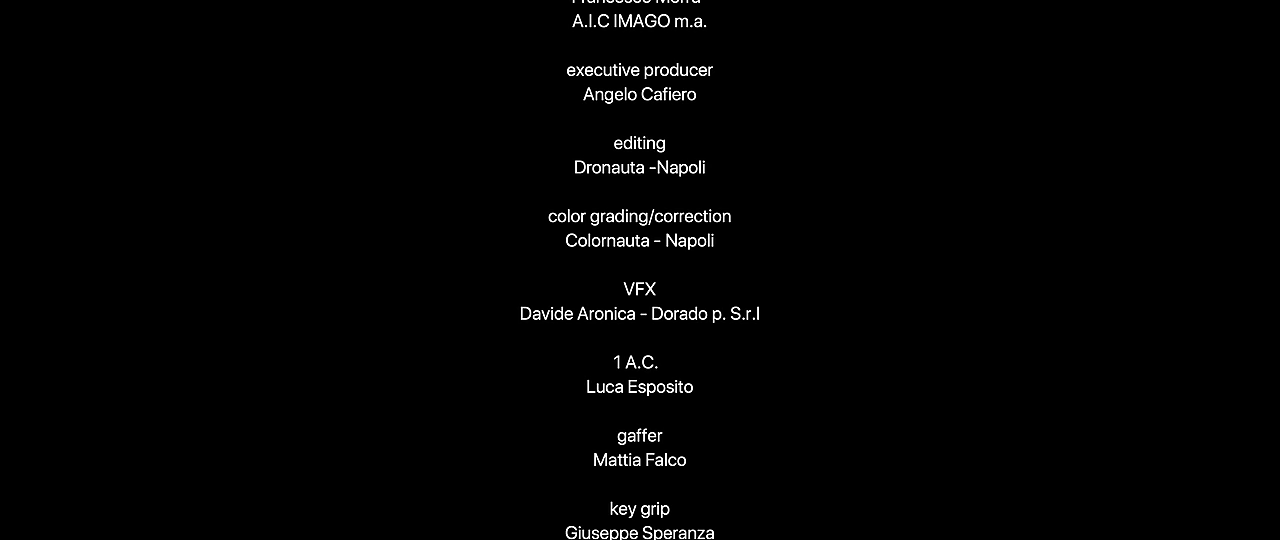 A.I.C IMAGO m.a.
executive producer
Angelo Cafiero
editing
Dronauta -Napoli
color grading/correction
Colornauta - Napoli
VFX
Davide Aronica - Dorado p. S.r.l
1 A.C.
Luca Esposito
gaffer
Mattia Falco
key grip
Giuseppe Speranza